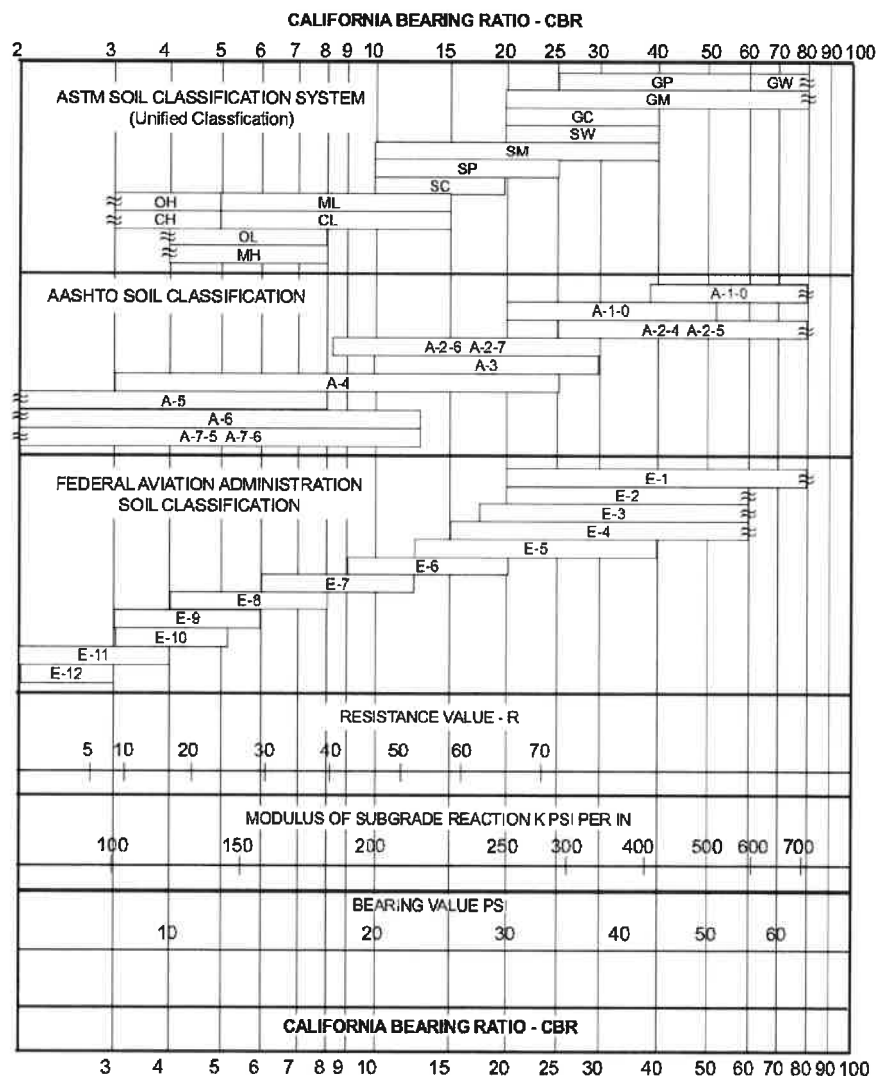 CALIFORNIA BEARING RATIO - CBR
2 3 4 5 6 7 8 9 10 15 20 25 30 40 50 60 70 80 90 100
ASTM SOIL CLASSIFICATION SYSTEM
(Unified Classfication)
GP GW
GM
GC
SW
SM
SP
SC
OH ML
CH CL
OL
MH
AASHTO SOIL CLASSIFICATION
A-1-0
A-1-0
A-2-4 A-2-5
A-2-6 A-2-7
A-3
A-4
A-5
A-6
A-7-5 A-7-6
FEDERAL AVIATION ADMINISTRATION
SOIL CLASSIFICATION
E-1
E-2
E-3
E-4
E-5
E-6
E-7
E-8
E-9
E-10
E-11
E-12
RESISTANCE VALUE - R
5 10 20 30 40 50 60 70
MODULUS OF SUBGRADE REACTION K PSI PER IN
100 150 200 250 300 400 500 600 700
BEARING VALUE PSI
10 20 30 40 50 60
CALIFORNIA BEARING RATIO - CBR
3 4 5 6 7 8 9 10 15 20 25 30 40 50 60 70 80 90 100